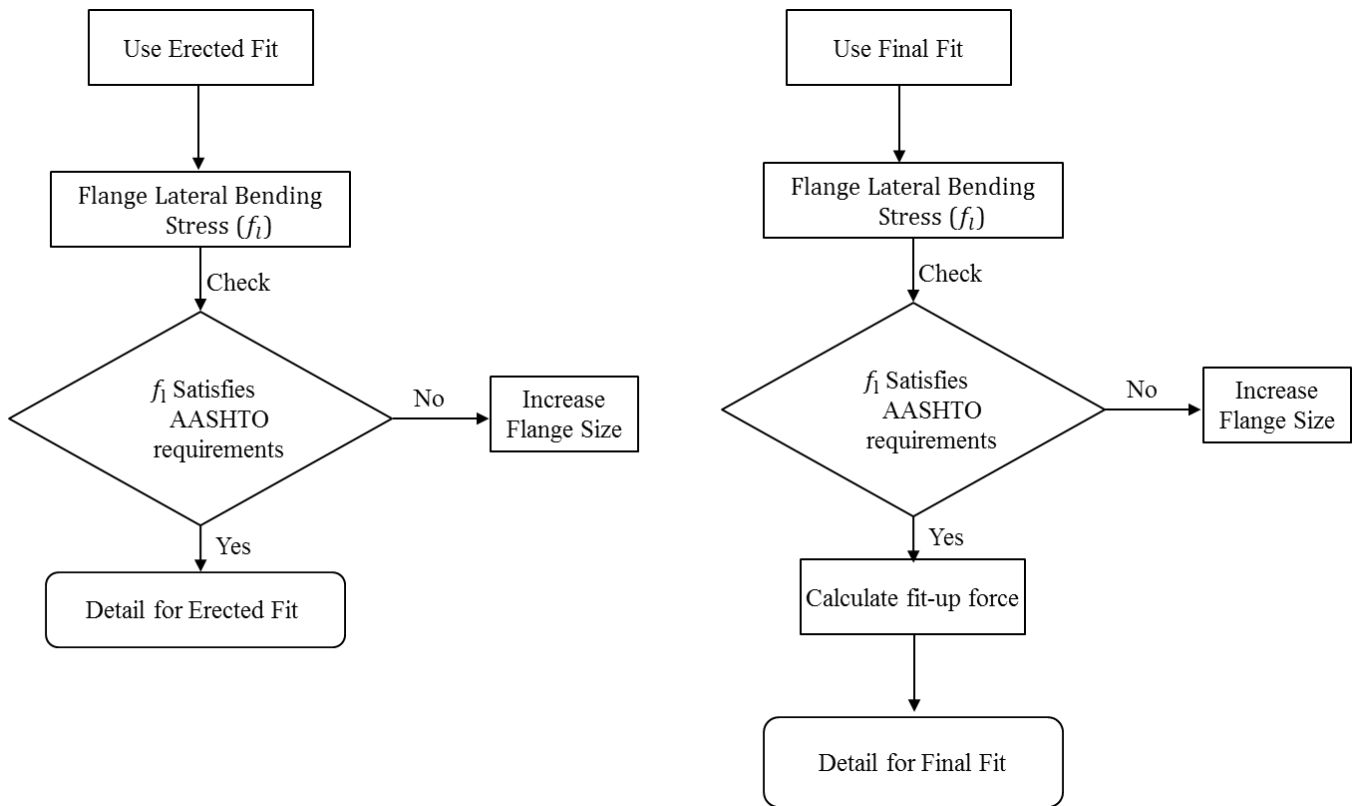 Use Erected Fit
Flange Lateral Bending
Stress (f_l)
Check
f_l Satisfies
AASHTO
requirements
No
Increase
Flange Size
Yes
Detail for Erected Fit
Use Final Fit
Flange Lateral Bending
Stress (f_l)
Check
f_l Satisfies
AASHTO
requirements
No
Increase
Flange Size
Yes
Calculate fit-up force
Detail for Final Fit